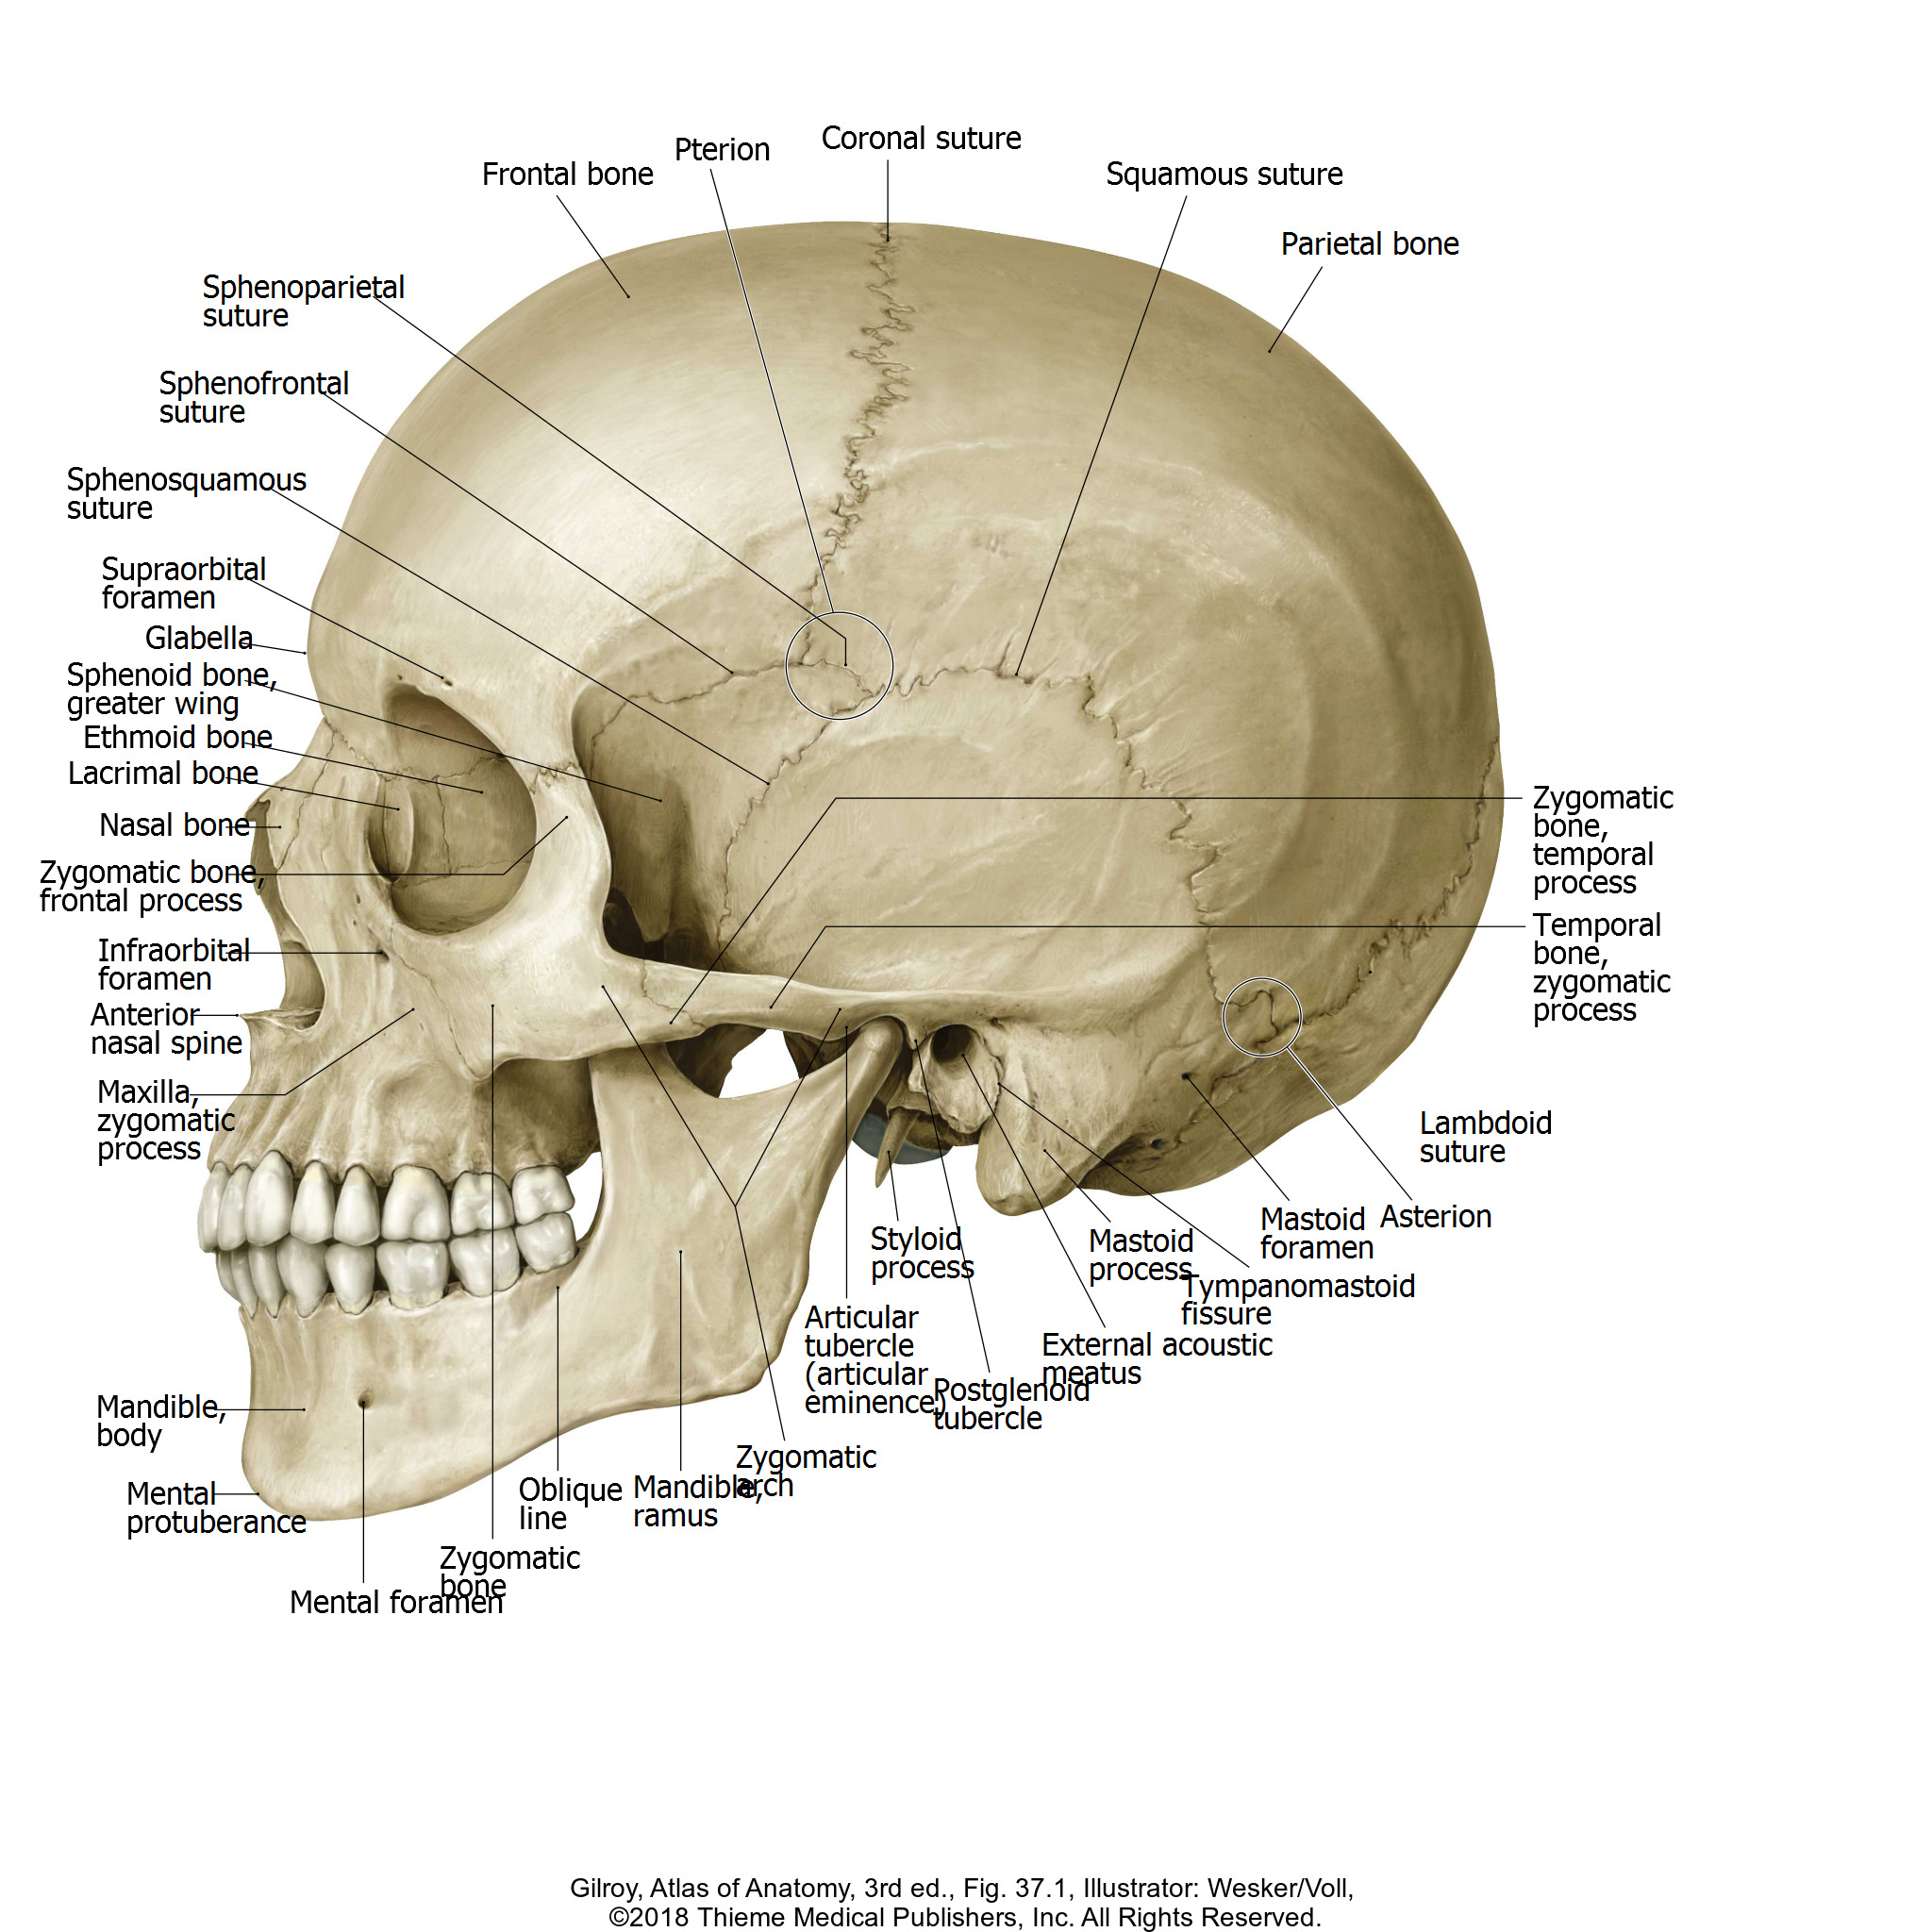 Coronal suture
Pterion
Frontal bone
Squamous suture
Parietal bone
Sphenoparietal
suture
Sphenofrontal
suture
Sphenosquamous
suture
Supraorbital
foramen
Glabella
Sphenoid bone,
greater wing
Ethmoid bone
Lacrimal bone
Nasal bone
Zygomatic bone,
frontal process
Infraorbital
foramen
Anterior
nasal spine
Maxilla,
zygomatic
process
Mandible,
body
Mental
protuberance
Mental foramen
Zygomatic
bone
Oblique
line
Mandible,
ramus
Zygomatic
arch
Articular
tubercle
(articular
eminence)
Styloid
process
Postglenoid
tubercle
External acoustic
meatus
Mastoid
process
Tympanomastoid
fissure
Mastoid
foramen
Asterion
Lambdoid
suture
Zygomatic
bone,
temporal
process
Temporal
bone,
zygomatic
process
Gilroy, Atlas of Anatomy, 3rd ed., Fig. 37.1, Illustrator: Wesker/Voll,
©2018 Thieme Medical Publishers, Inc. All Rights Reserved.